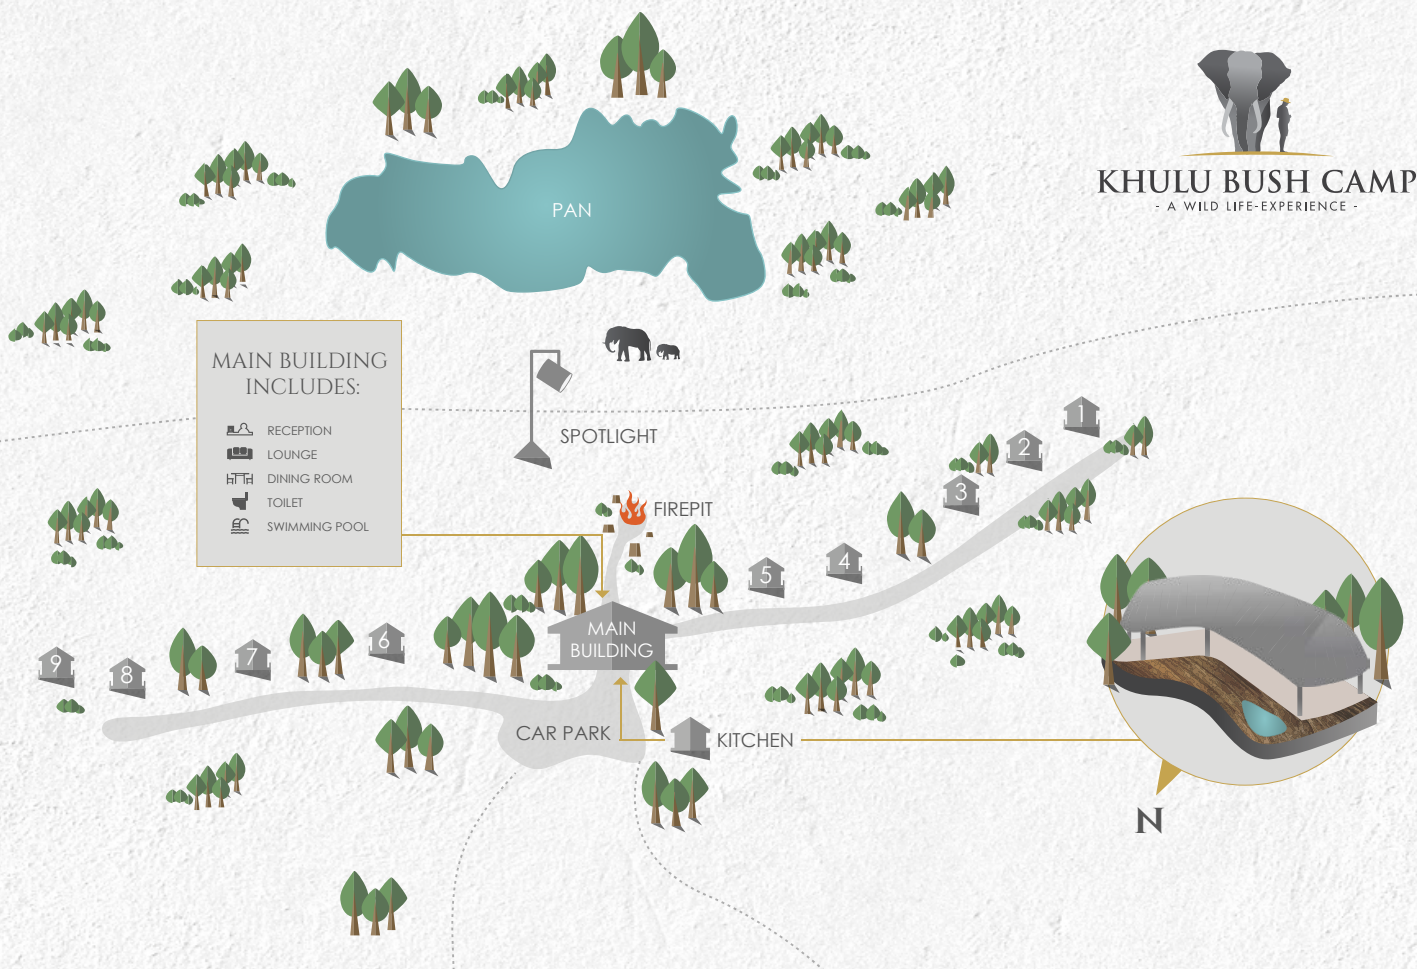 KHULU BUSH CAMP
- A WILD LIFE-EXPERIENCE -
PAN
MAIN BUILDING
INCLUDES:
RECEPTION
LOUNGE
DINING ROOM
TOILET
SWIMMING POOL
SPOTLIGHT
FIREPIT
1
2
3
4
5
6
7
8
9
MAIN
BUILDING
CAR PARK
KITCHEN
N